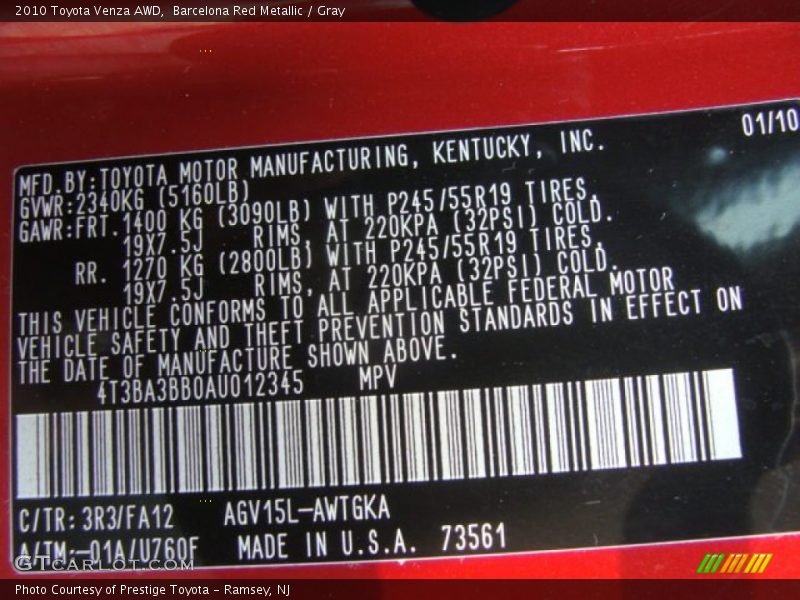 2010 Toyota Venza AWD, Barcelona Red Metallic / Gray
01/10
MFD.BY:TOYOTA MOTOR MANUFACTURING, KENTUCKY, INC.
GVWR:2340KG (5160LB)
GAWR:FRT.1400 KG (3090LB) WITH P245/55R19 TIRES,
19X7.5J RIMS, AT 220KPA (32PSI) COLD.
RR. 1270 KG (2800LB) WITH P245/55R19 TIRES,
19X7.5J RIMS, AT 220KPA (32PSI) COLD.
THIS VEHICLE CONFORMS TO ALL APPLICABLE FEDERAL MOTOR
VEHICLE SAFETY AND THEFT PREVENTION STANDARDS IN EFFECT ON
THE DATE OF MANUFACTURE SHOWN ABOVE.
4T3BA3BB0AU012345 MPV
C/TR:3R3/FA12 AGV15L-AWTGKA
A/TM:-01A/U760F MADE IN U.S.A. 73561
GTCARLOT.COM
Photo Courtesy of Prestige Toyota - Ramsey, NJ